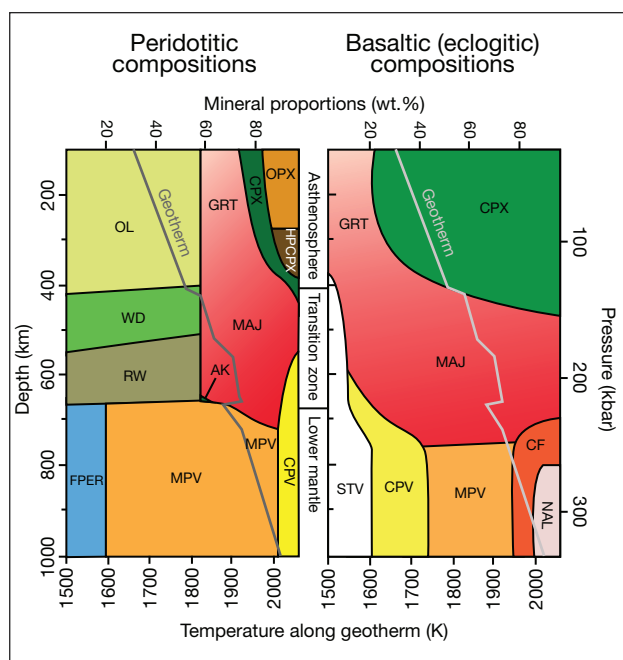 Peridotitic
compositions
Basaltic (eclogitic)
compositions
Mineral proportions (wt.%)
20
40
60
80
20
40
60
80
200
400
600
800
1000
Depth (km)
OL
Geotherm
GRT
CPX
OPX
HPCPX
WD
RW
MAJ
AK
FPER
MPV
MPV
CPV
Asthenosphere
Transition zone
Lower mantle
GRT
Geotherm
CPX
MAJ
STV
CPV
MPV
CF
NAL
100
200
300
Pressure (kbar)
1500
1600
1700
1800
1900
2000
1500
1600
1700
1800
1900
2000
Temperature along geotherm (K)